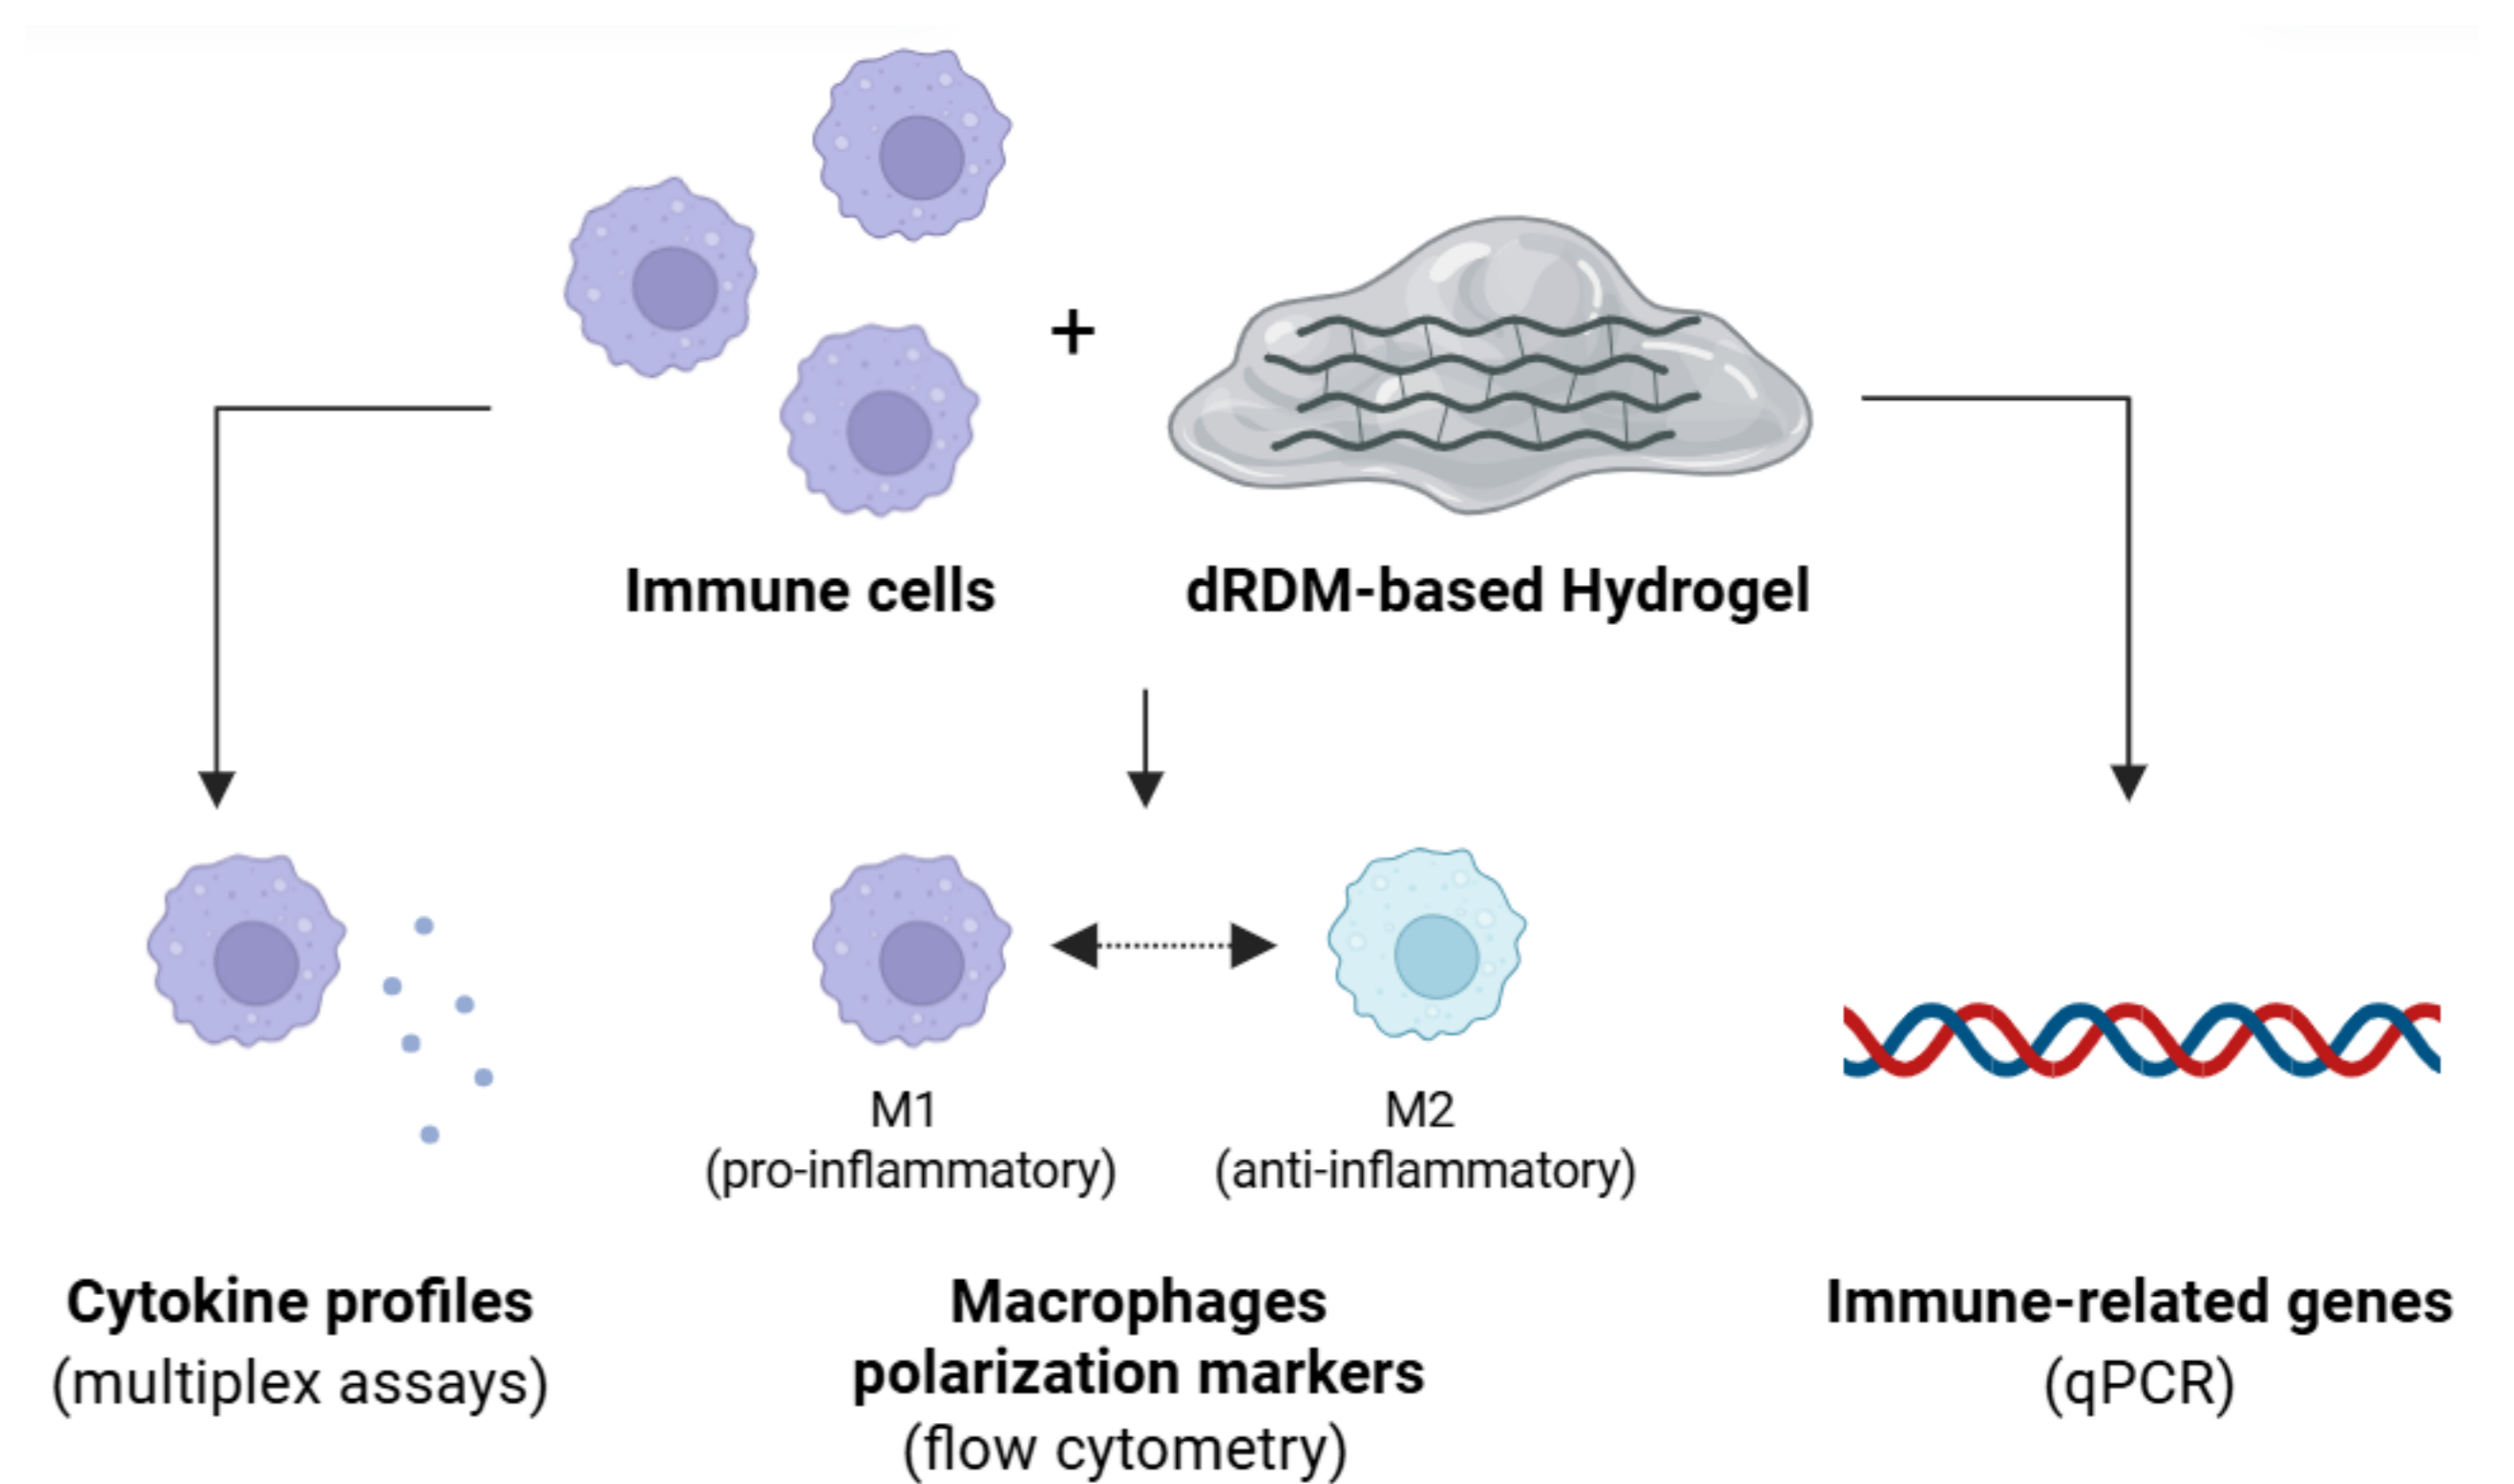 +
Immune cells
dRDM-based Hydrogel
M1
(pro-inflammatory)
M2
(anti-inflammatory)
Cytokine profiles
(multiplex assays)
Macrophages
polarization markers
(flow cytometry)
Immune-related genes
(qPCR)